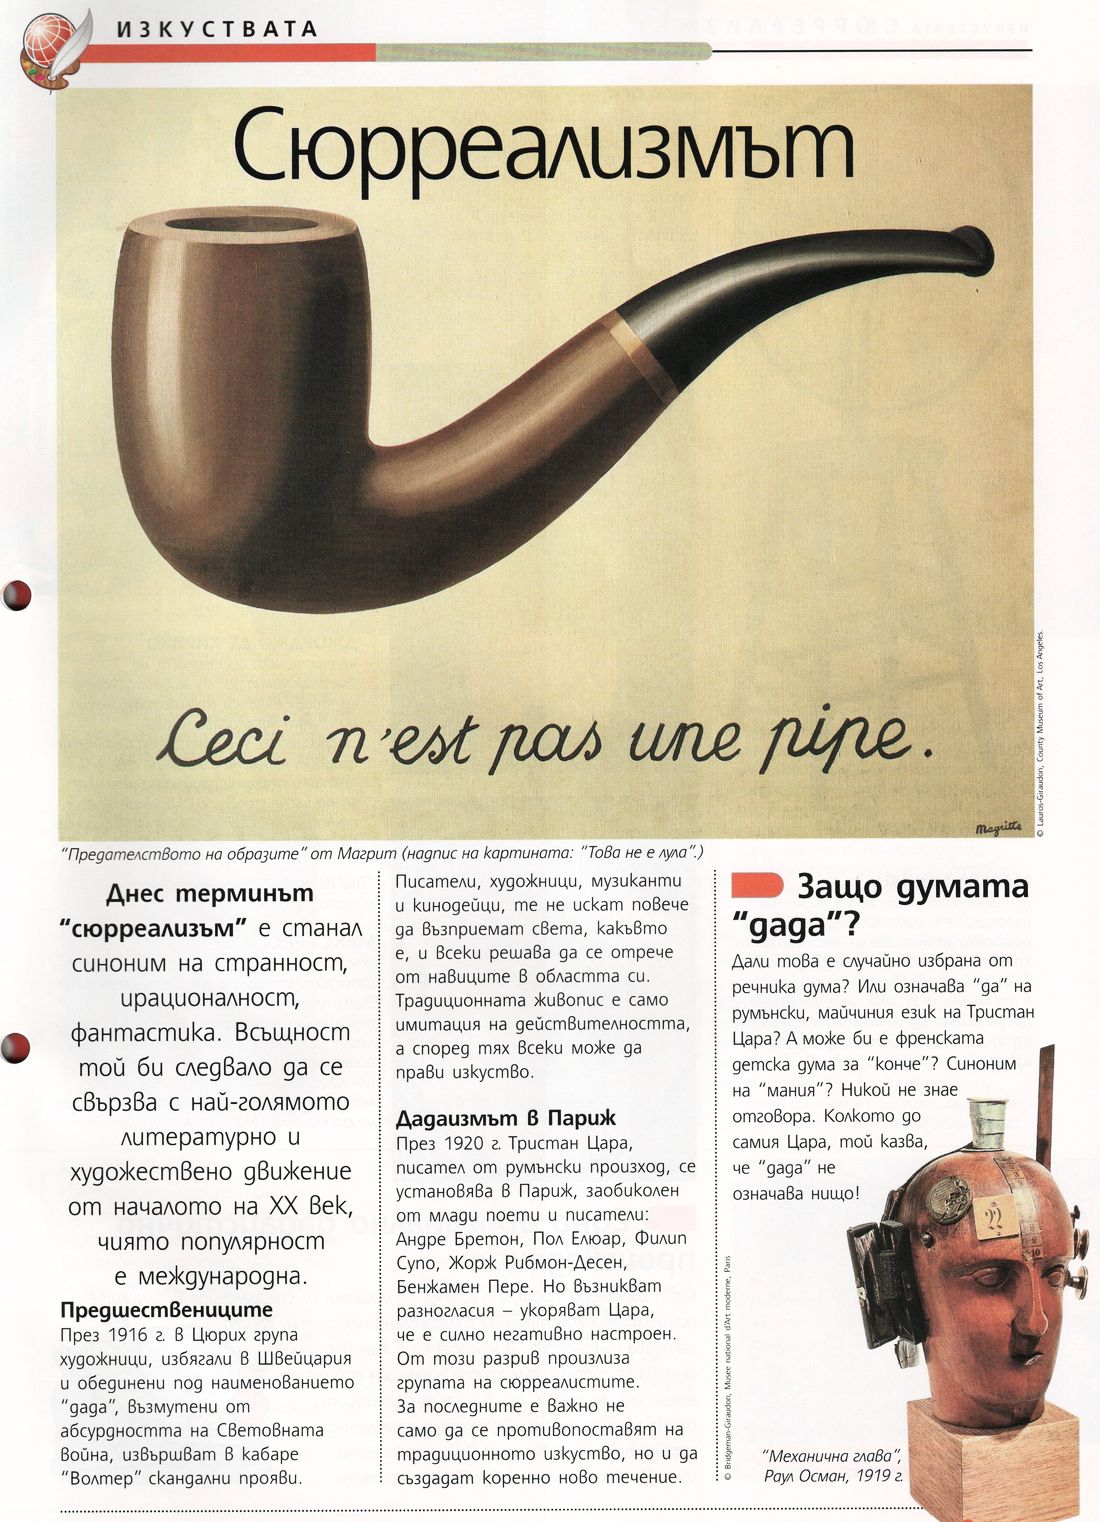 ИЗКУСТВАТА
Сюрреализмът
Ceci n'est pas une pipe.
Magritte
© Lauros-Giraudon, County Museum of Art, Los Angeles.
“Предателството на образите” от Магрит (надпис на картината: “Това не е лула”.)
Днес терминът
“сюрреализъм” е станал
синоним на странност,
ирационалност,
фантастика. Всъщност
той би следвало да се
свързва с най-голямото
литературно и
художествено движение
от началото на XX век,
чиято популярност
е международна.
Предшествениците
През 1916 г. в Цюрих група
художници, избягали в Швейцария
и обединени под наименованието
“дада”, възмутени от
абсурдността на Световната
война, извършват в кабаре
“Волтер” скандални прояви.
Писатели, художници, музиканти
и кинодейци, те не искат повече
да възприемат света, какъвто
е, и всеки решава да се отрече
от навиците в областта си.
Традиционната живопис е само
имитация на действителността,
а според тях всеки може да
прави изкуство.
Дадаизмът в Париж
През 1920 г. Тристан Цара,
писател от румънски произход, се
установява в Париж, заобиколен
от млади поети и писатели:
Андре Бретон, Пол Елюар, Филип
Супо, Жорж Рибмон-Десен,
Бенжамен Пере. Но възникват
разногласия – укоряват Цара,
че е силно негативно настроен.
От този разрив произлиза
групата на сюрреалистите.
За последните е важно не
само да се противопоставят на
традиционното изкуство, но и да
създадат коренно ново течение.
Защо думата
“дада”?
Дали това е случайно избрана от
речника дума? Или означава “да” на
румънски, майчиния език на Тристан
Цара? А може би е френската
детска дума за “конче”? Синоним
на “мания”? Никой не знае
отговора. Колкото до
самия Цара, той казва,
че “дада” не
означава нищо!
22
10
© Bridgeman-Giraudon, Musee national d'Art moderne, Paris
“Механична глава”,
Раул Осман, 1919 г.